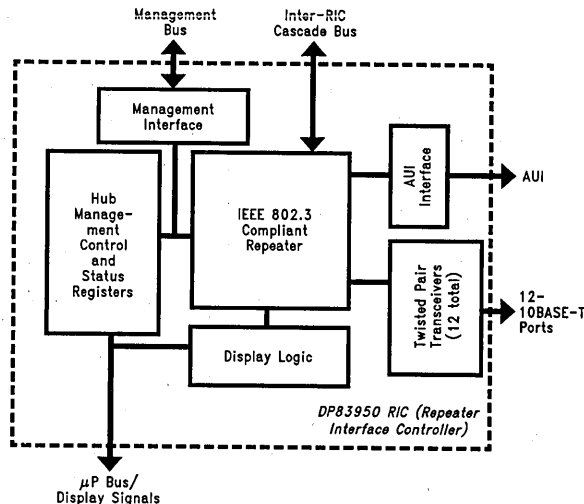 Management
Bus
Inter-RIC
Cascade Bus
Management
Interface
Hub
Manage-
ment
Control
and
Status
Registers
IEEE 802.3
Compliant
Repeater
AUI
Interface
AUI
Twisted Pair
Transceivers
(12 total)
12-
10BASE-T
Ports
Display Logic
DP83950 RIC (Repeater
Interface Controller)
μP Bus/
Display Signals